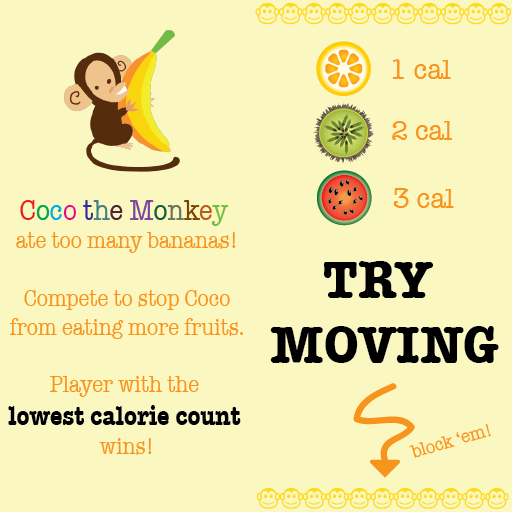 Coco the Monkey
ate too many bananas!
Compete to stop Coco
from eating more fruits.
Player with the
lowest calorie count
wins!
1 cal
2 cal
3 cal
TRY
MOVING
block 'em!